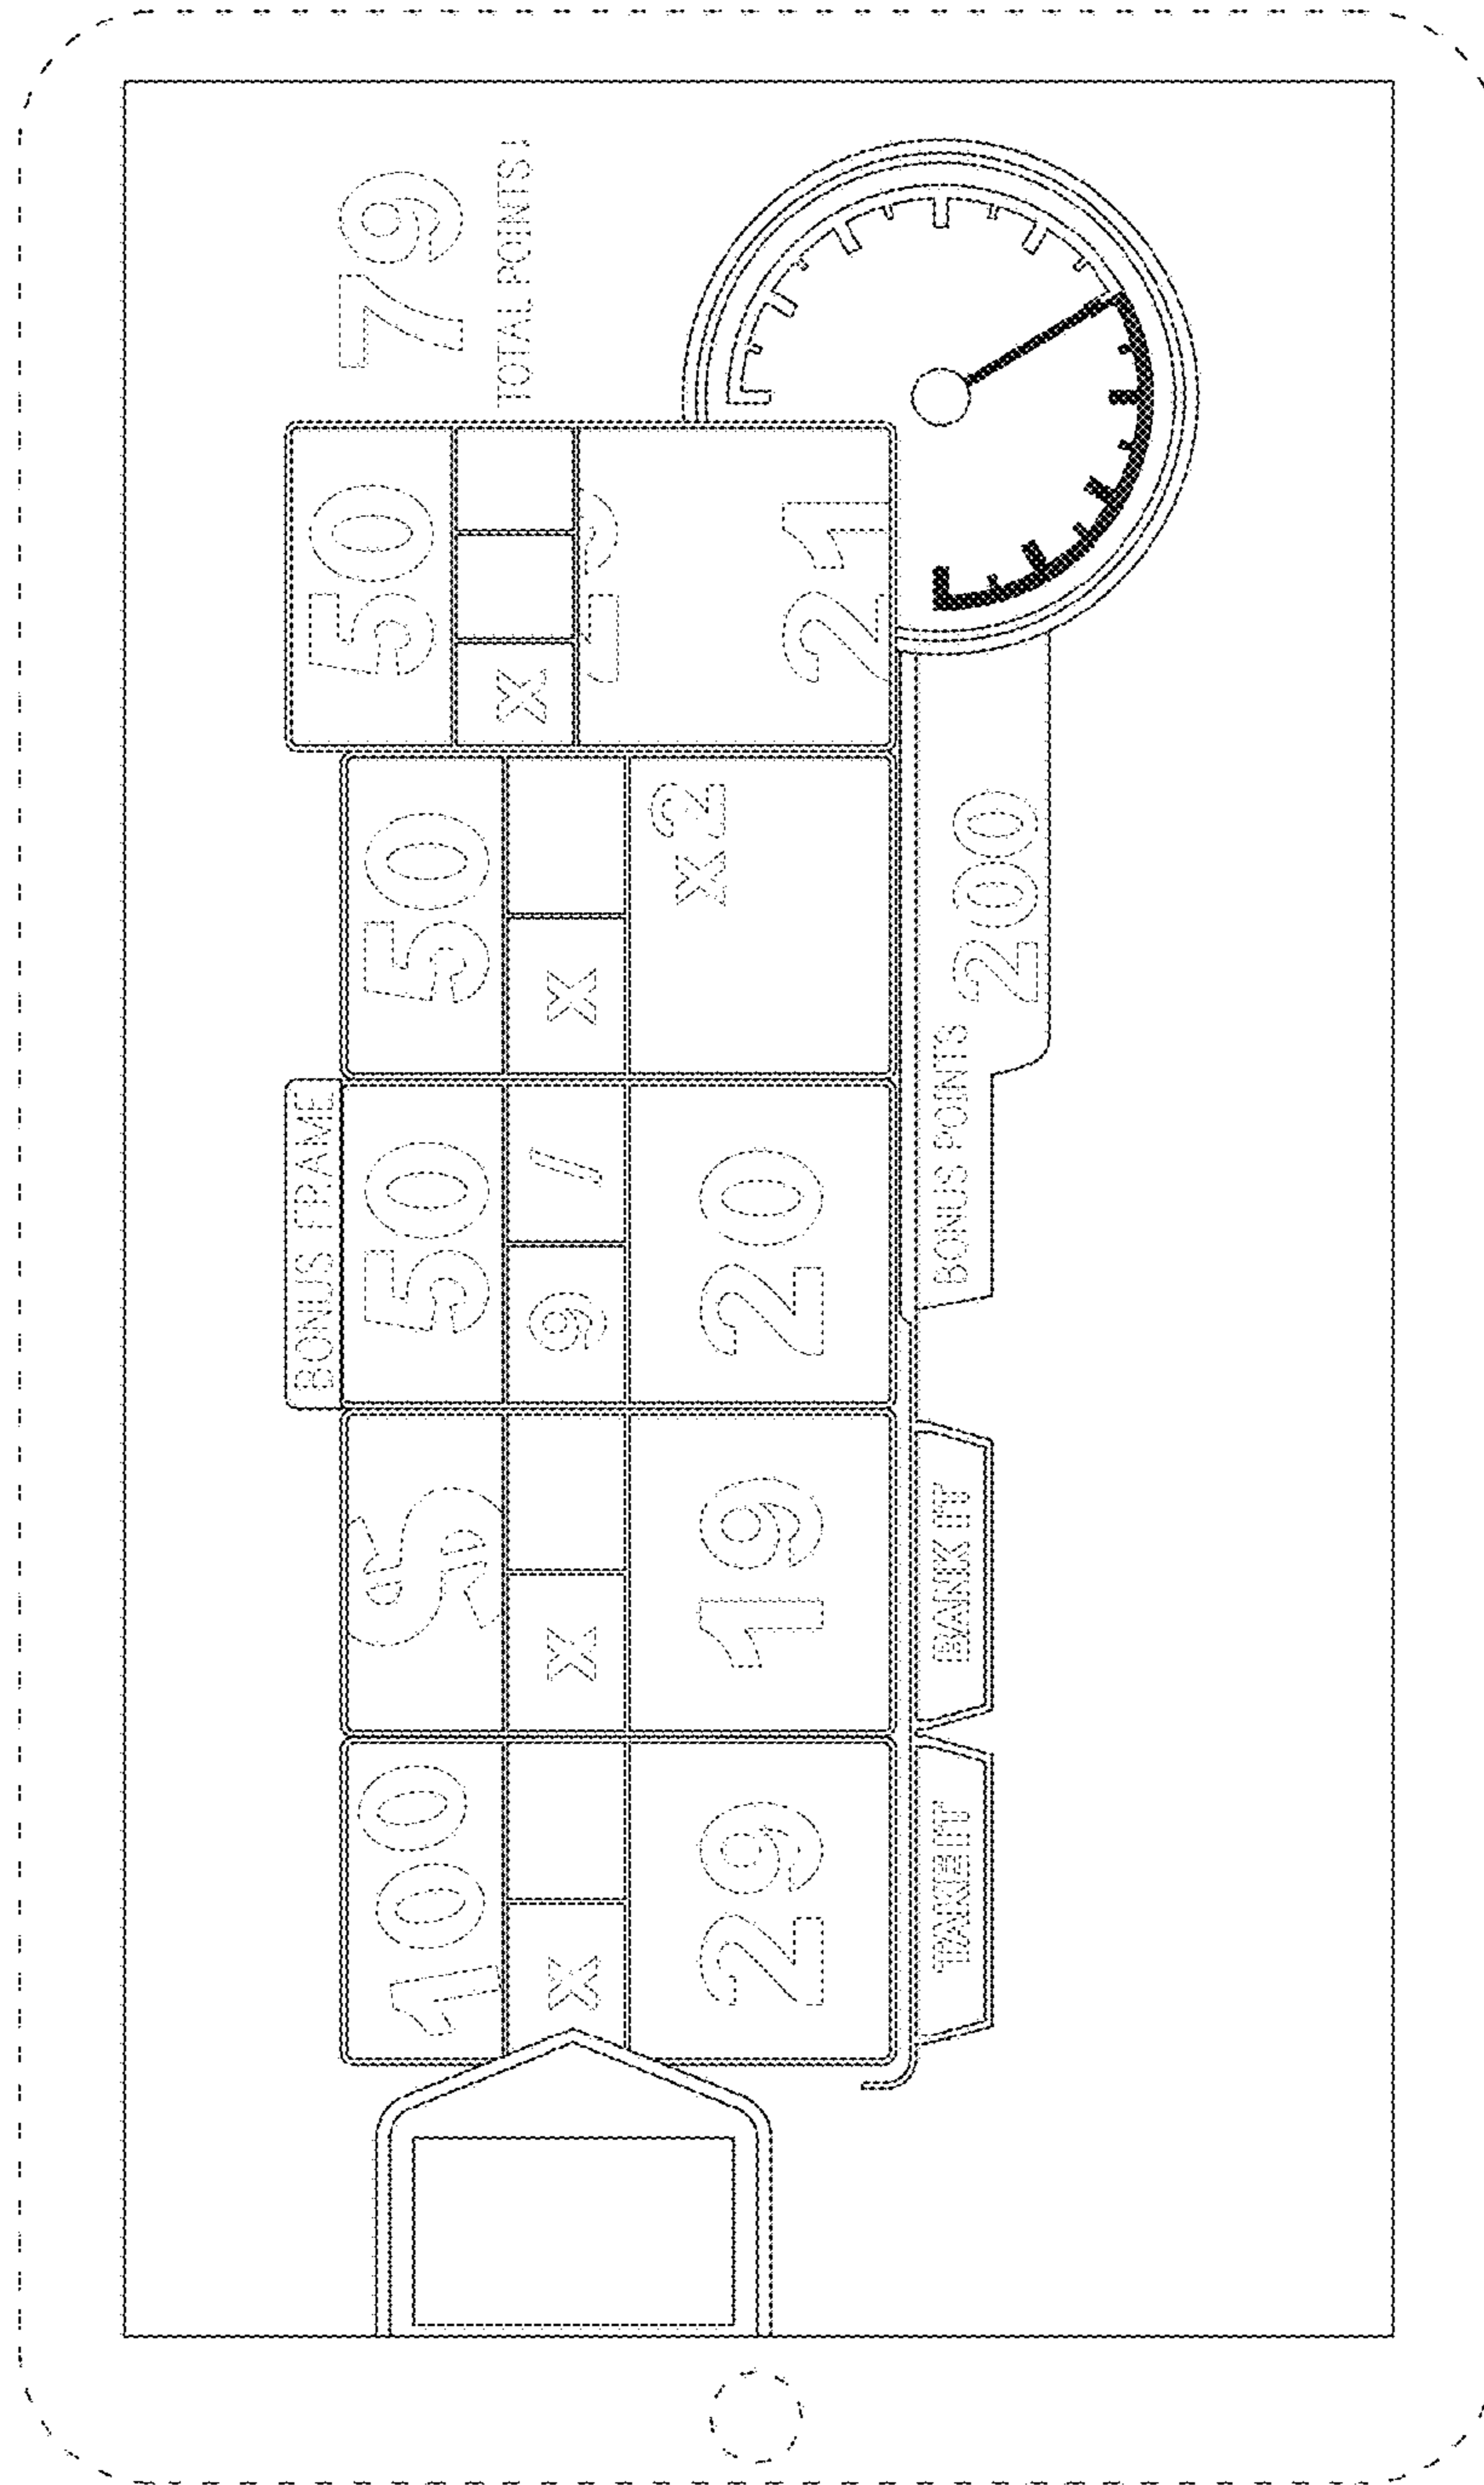 BONUS FRAME
100 50 50 50 79
TOTAL POINTS:
x x 9 / x x
29 19 20 x2 21
TAKE IT BANK IT BONUS POINTS 200